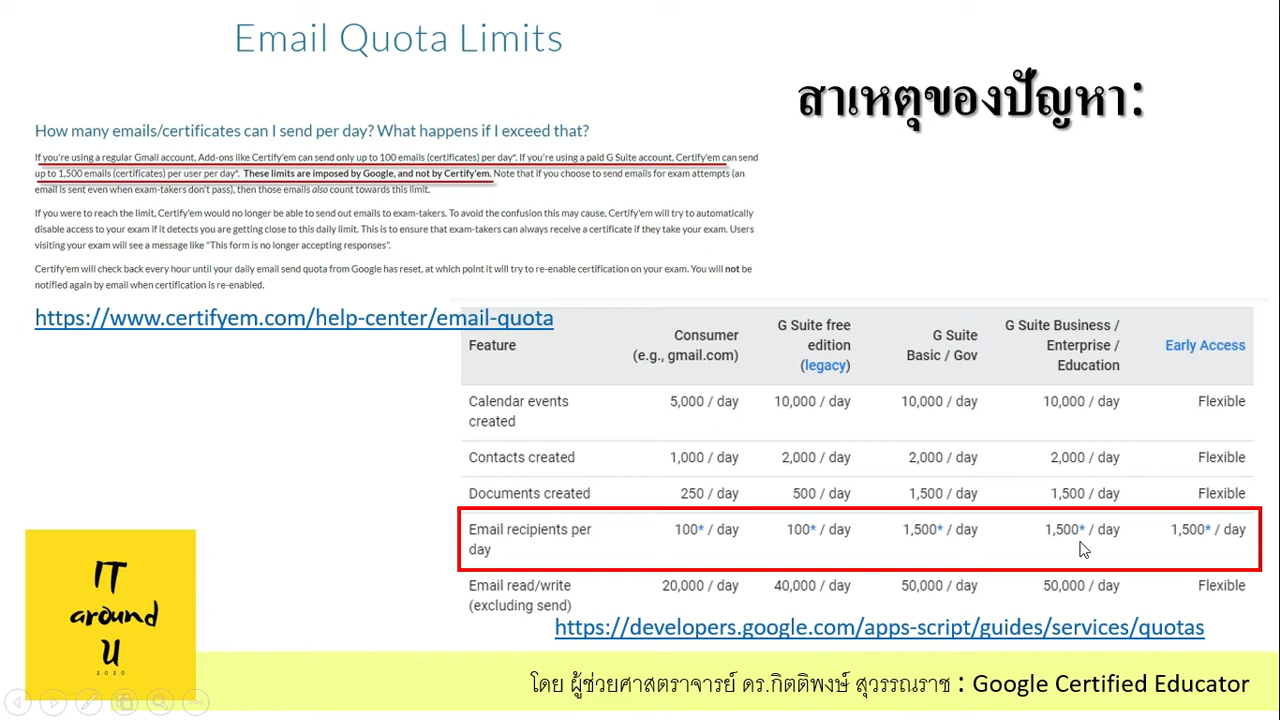 Email Quota Limits
สาเหตุของปัญหา:
How many emails/certificates can I send per day? What happens if I exceed that?
If you're using a regular Gmail account, Add-ons like Certify'em can send only up to 100 emails (certificates) per day*. If you're using a paid G Suite account, Certify'em can send
up to 1,500 emails (certificates) per user per day*. These limits are imposed by Google, and not by Certify'em. Note that if you choose to send emails for exam attempts (an
email is sent even when exam-takers don't pass), then those emails also count towards this limit.
If you were to reach the limit, Certify'em would no longer be able to send out emails to exam-takers. To avoid the confusion this may cause, Certify'em will try to automatically
disable access to your exam if it detects you are getting close to this daily limit. This is to ensure that exam-takers can always receive a certificate if they take your exam. Users
visiting your exam will see a message like "This form is no longer accepting responses".
Certify'em will check back every hour until your daily email send quota from Google has reset, at which point it will try to re-enable certification on your exam. You will not be
notified again by email when certification is re-enabled.
https://www.certifyem.com/help-center/email-quota
Feature Consumer (e.g., gmail.com) G Suite free edition (legacy) G Suite Basic / Gov G Suite Business / Enterprise / Education Early Access
Calendar events created 5,000 / day 10,000 / day 10,000 / day 10,000 / day Flexible
Contacts created 1,000 / day 2,000 / day 2,000 / day 2,000 / day Flexible
Documents created 250 / day 500 / day 1,500 / day 1,500 / day Flexible
Email recipients per day 100* / day 100* / day 1,500* / day 1,500* / day 1,500* / day
Email read/write (excluding send) 20,000 / day 40,000 / day 50,000 / day 50,000 / day Flexible
https://developers.google.com/apps-script/guides/services/quotas
IT
around
U
2020
โดย ผู้ช่วยศาสตราจารย์ ดร.กิตติพงษ์ สุวรรณราช : Google Certified Educator